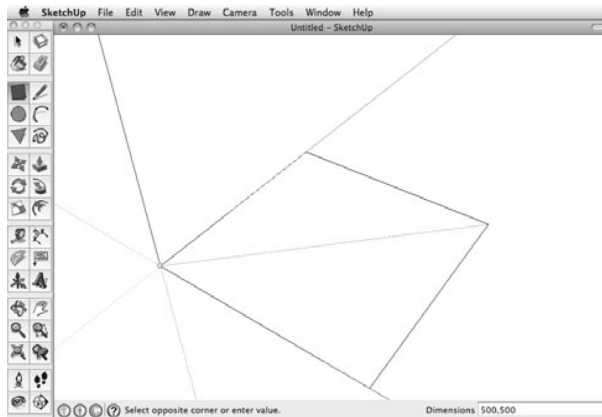 SketchUp File Edit View Draw Camera Tools Window Help
Untitled – SketchUp
Select opposite corner or enter value. Dimensions 500,500